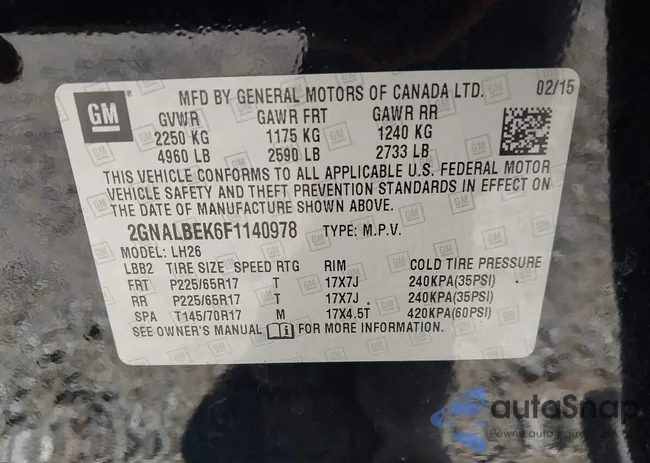 GM
MFD BY GENERAL MOTORS OF CANADA LTD. 02/15
GVWR GAWR FRT GAWR RR
2250 KG 1175 KG 1240 KG
4960 LB 2590 LB 2733 LB
THIS VEHICLE CONFORMS TO ALL APPLICABLE U.S. FEDERAL MOTOR
VEHICLE SAFETY AND THEFT PREVENTION STANDARDS IN EFFECT ON
THE DATE OF MANUFACTURE SHOWN ABOVE.
2GNALBEK6F1140978 TYPE: M.P.V.
MODEL: LH26
LBB2 TIRE SIZE SPEED RTG RIM COLD TIRE PRESSURE
FRT P225/65R17 T 17X7J 240KPA(35PSI)
RR P225/65R17 T 17X7J 240KPA(35PSI)
SPA T145/70R17 M 17X4.5T 420KPA(60PSI)
SEE OWNER'S MANUAL FOR MORE INFORMATION.
autaSnap
Pewne auto z USA